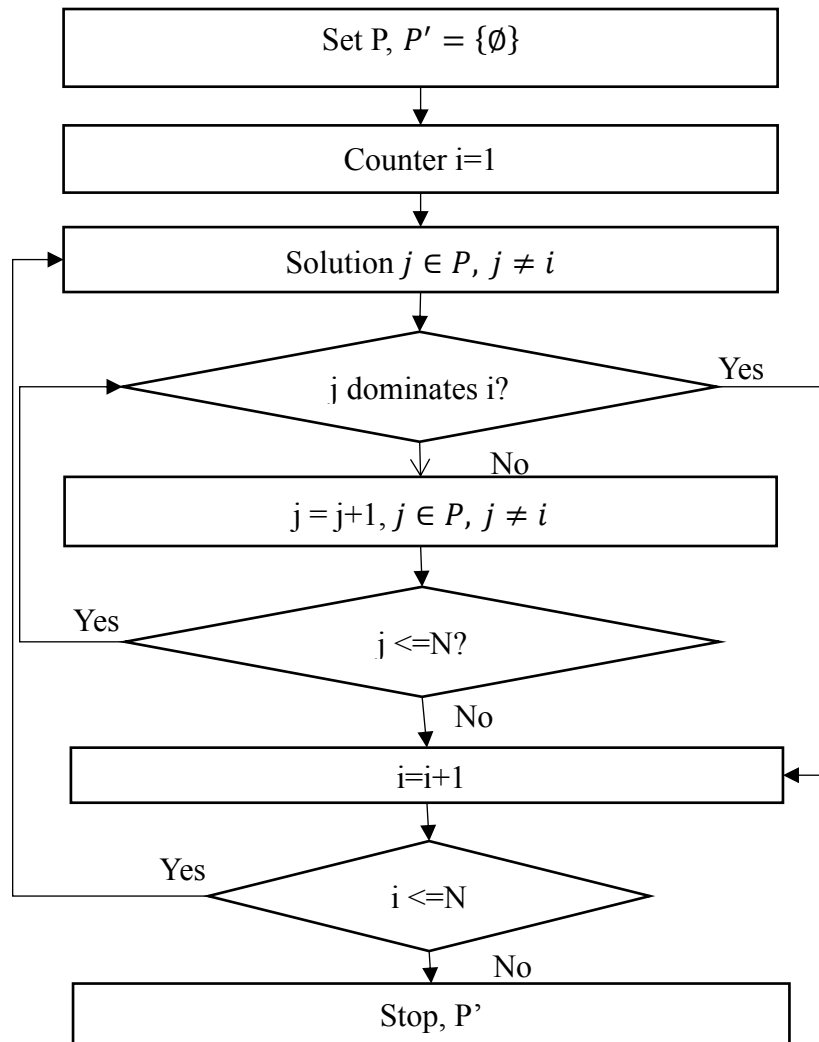 Set P, 𝑃′ = {∅}
Counter i=1
Solution 𝑗 ∈ 𝑃, 𝑗 ≠ 𝑖
j dominates i?
Yes
No
j = j+1, 𝑗 ∈ 𝑃, 𝑗 ≠ 𝑖
Yes
j <=N?
No
i=i+1
Yes
i <=N
No
Stop, P’